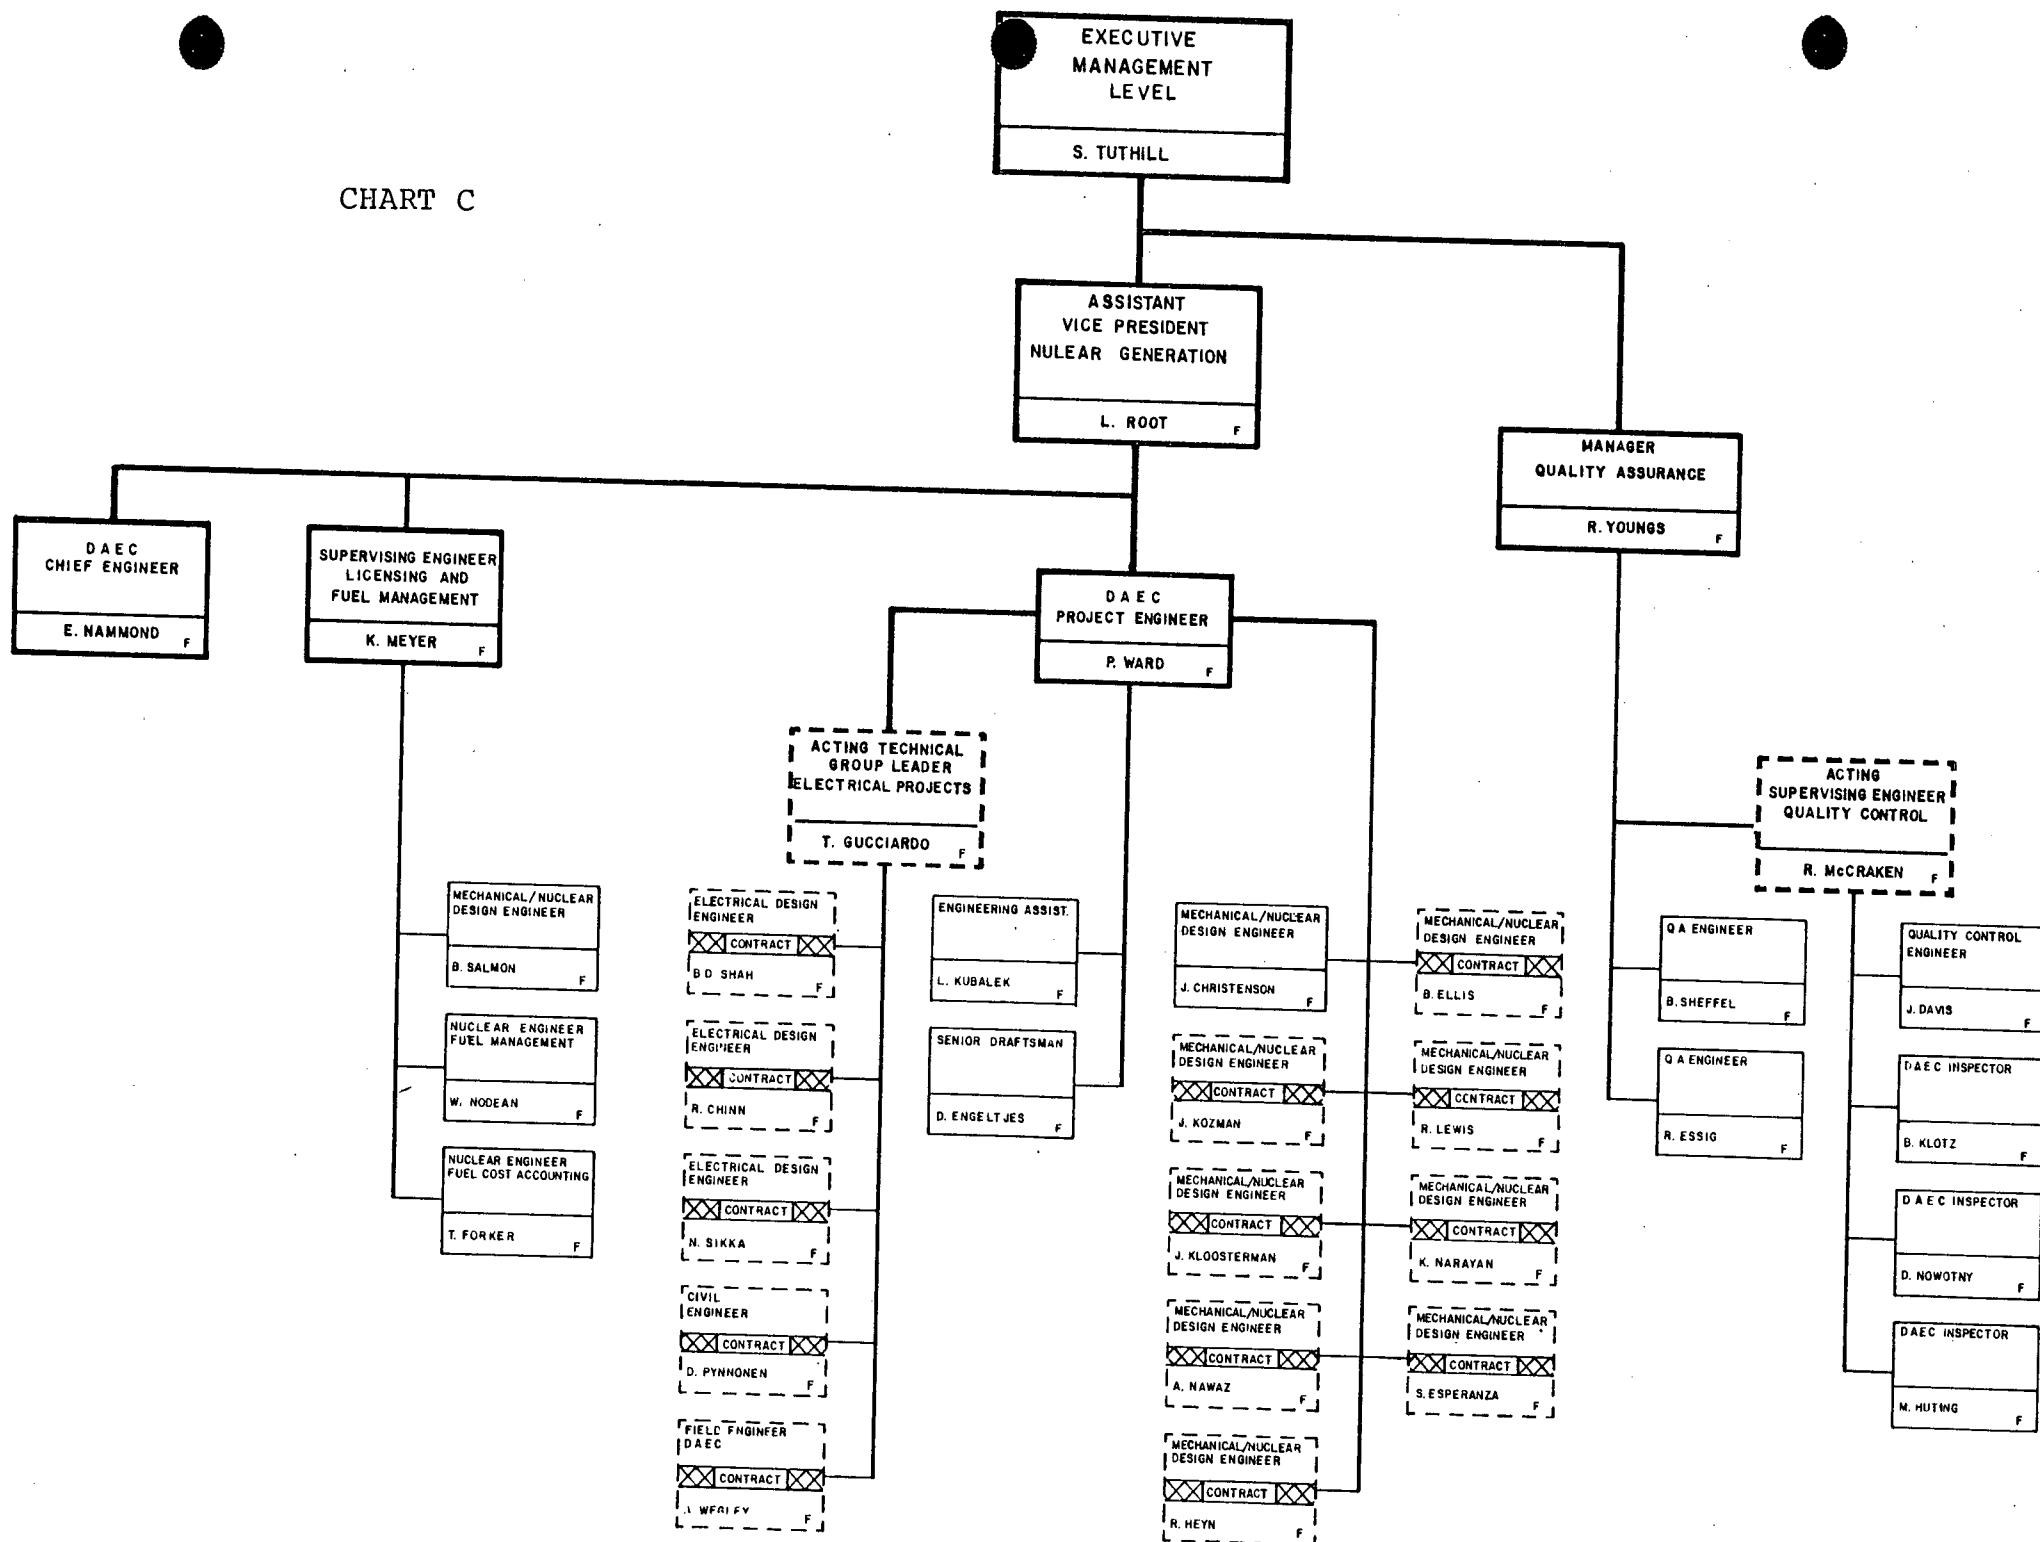 CHART C
EXECUTIVE
MANAGEMENT
LEVEL
S. TUTHILL
ASSISTANT
VICE PRESIDENT
NULEAR GENERATION
L. ROOT F
MANAGER
QUALITY ASSURANCE
R. YOUNGS F
DAEC
CHIEF ENGINEER
E. NAMMOND F
SUPERVISING ENGINEER
LICENSING AND
FUEL MANAGEMENT
K. MEYER F
DAEC
PROJECT ENGINEER
P. WARD F
ACTING TECHNICAL
GROUP LEADER
ELECTRICAL PROJECTS
T. GUCCIARDO F
ACTING
SUPERVISING ENGINEER
QUALITY CONTROL
R. McCRAKEN F
MECHANICAL/NUCLEAR
DESIGN ENGINEER
B. SALMON F
NUCLEAR ENGINEER
FUEL MANAGEMENT
W. NODEAN F
NUCLEAR ENGINEER
FUEL COST ACCOUNTING
T. FORKER F
ELECTRICAL DESIGN
ENGINEER
CONTRACT
B D SHAH F
ELECTRICAL DESIGN
ENGINEER
CONTRACT
R. CHINN F
ELECTRICAL DESIGN
ENGINEER
CONTRACT
N. SIKKA F
CIVIL
ENGINEER
CONTRACT
D. PYNNONEN F
FIELD ENGINEER
DAEC
CONTRACT
J. WEGLEY F
ENGINEERING ASSIST.
L. KUBALEK F
SENIOR DRAFTSMAN
D. ENGELTJES F
MECHANICAL/NUCLEAR
DESIGN ENGINEER
J. CHRISTENSON F
MECHANICAL/NUCLEAR
DESIGN ENGINEER
CONTRACT
J. KOZMAN F
MECHANICAL/NUCLEAR
DESIGN ENGINEER
CONTRACT
J. KLOOSTERMAN F
MECHANICAL/NUCLEAR
DESIGN ENGINEER
CONTRACT
A. NAWAZ F
MECHANICAL/NUCLEAR
DESIGN ENGINEER
CONTRACT
R. HEYN F
MECHANICAL/NUCLEAR
DESIGN ENGINEER
CONTRACT
B. ELLIS F
MECHANICAL/NUCLEAR
DESIGN ENGINEER
CONTRACT
R. LEWIS F
MECHANICAL/NUCLEAR
DESIGN ENGINEER
CONTRACT
K. NARAYAN F
MECHANICAL/NUCLEAR
DESIGN ENGINEER
CONTRACT
S. ESPERANZA F
Q A ENGINEER
B. SHEFFEL F
Q A ENGINEER
R. ESSIG F
QUALITY CONTROL
ENGINEER
J. DAVIS F
DAEC INSPECTOR
B. KLOTZ F
DAEC INSPECTOR
D. NOWOTNY F
DAEC INSPECTOR
M. HUTING F